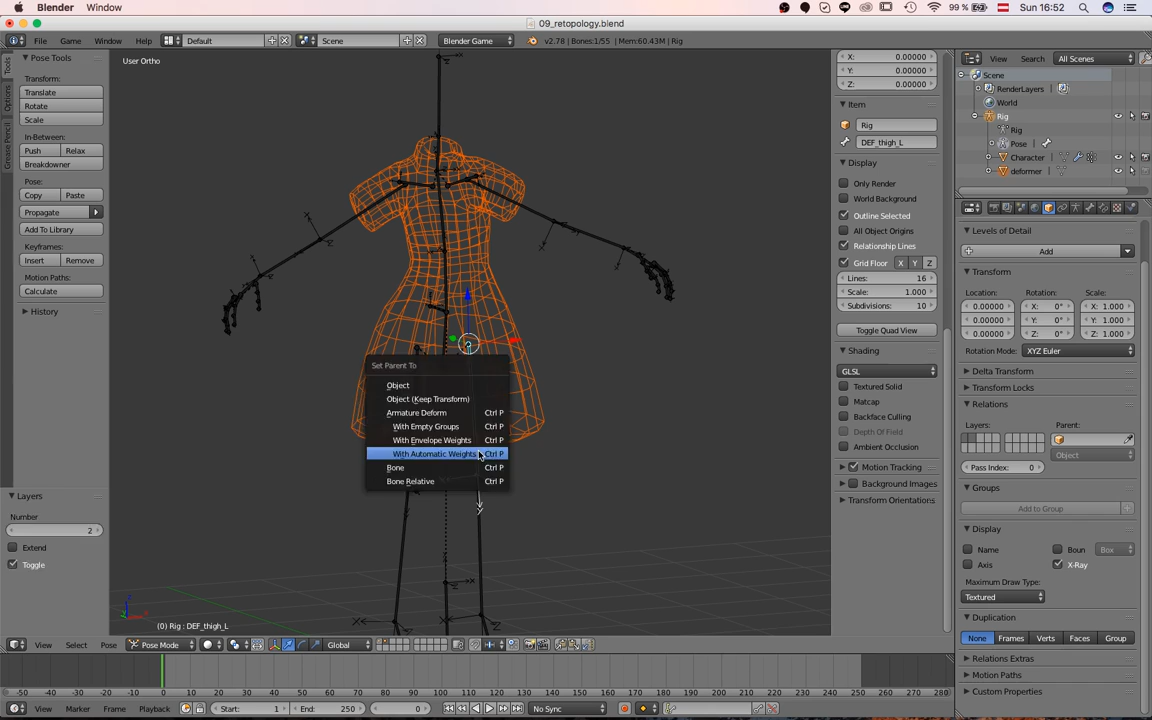 Blender Window 99 % Sun 16:52
09_retopology.blend
File Game Window Help Default Scene Blender Game v2.78 | Bones:1/55 | Mem:60.43M | Rig
Tools
Options
Grease Pencil
Pose Tools
Transform:
Translate
Rotate
Scale
In-Between:
Push Relax
Breakdowner
Pose:
Copy Paste
Propagate
Add To Library
Keyframes:
Insert Remove
Motion Paths:
Calculate
History
Layers
Number
2
Extend
Toggle
User Ortho
Set Parent To
Object
Object (Keep Transform)
Armature Deform Ctrl P
With Empty Groups Ctrl P
With Envelope Weights Ctrl P
With Automatic Weights Ctrl P
Bone Ctrl P
Bone Relative Ctrl P
(0) Rig : DEF_thigh_L
View Select Pose Pose Mode Global
X: 0.00000
Y: 0.00000
Z: 0.00000
Item
Rig
DEF_thigh_L
Display
Only Render
World Background
Outline Selected
All Object Origins
Relationship Lines
Grid Floor X Y Z
Lines: 16
Scale: 1.000
Subdivisions: 10
Toggle Quad View
Shading
GLSL
Textured Solid
Matcap
Backface Culling
Depth Of Field
Ambient Occlusion
Motion Tracking
Background Images
Transform Orientations
View Search All Scenes
Scene
RenderLayers
World
Rig
Rig
Pose
Character
deformer
Levels of Detail
Add
Transform
Location: Rotation: Scale:
0.00000 X: 0° X: 1.000
0.00000 Y: 0° Y: 1.000
0.00000 Z: 0° Z: 1.000
Rotation Mode: XYZ Euler
Delta Transform
Transform Locks
Relations
Layers: Parent:
Object
Pass Index: 0
Groups
Add to Group
Display
Name Boun Box
Axis X-Ray
Maximum Draw Type:
Textured
Duplication
None Frames Verts Faces Group
Relations Extras
Motion Paths
Custom Properties
-50 -40 -30 -20 -10 0 10 20 30 40 50 60 70 80 90 100 110 120 130 140 150 160 170 180 190 200 210 220 230 240 250 260 270 280
View Marker Frame Playback Start: 1 End: 250 0 No Sync